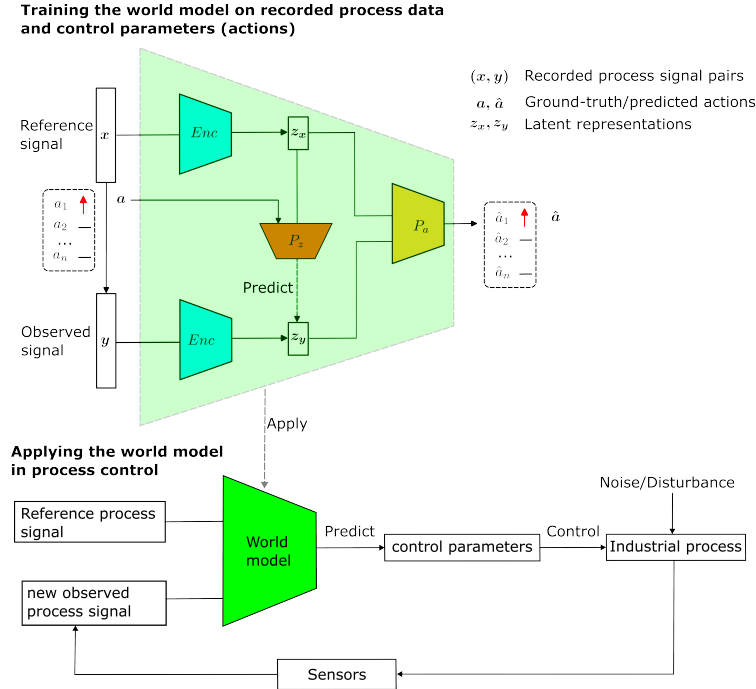 Training the world model on recorded process data
and control parameters (actions)
(x, y) Recorded process signal pairs
a, â Ground-truth/predicted actions
z_x, z_y Latent representations
Reference
signal
x
Enc
z_x
a_1
a_2
...
a_n
a
P_z
P_a
â_1
â_2
...
â_n
â
Predict
Observed
signal
y
Enc
z_y
Apply
Applying the world model
in process control
Reference process
signal
World
model
Predict
control parameters
Control
Noise/Disturbance
Industrial process
new observed
process signal
Sensors